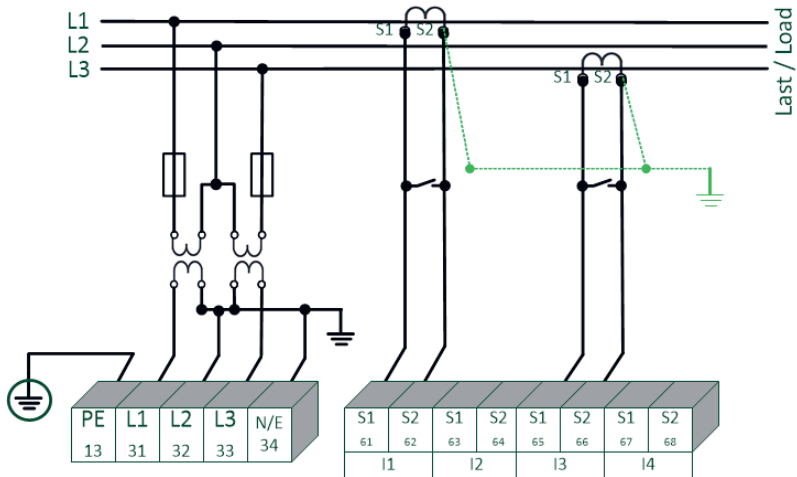 L1
L2
L3
S1 S2
S1 S2
Last / Load
PE L1 L2 L3 N/E
13 31 32 33 34
S1 S2 S1 S2 S1 S2 S1 S2
61 62 63 64 65 66 67 68
I1 I2 I3 I4